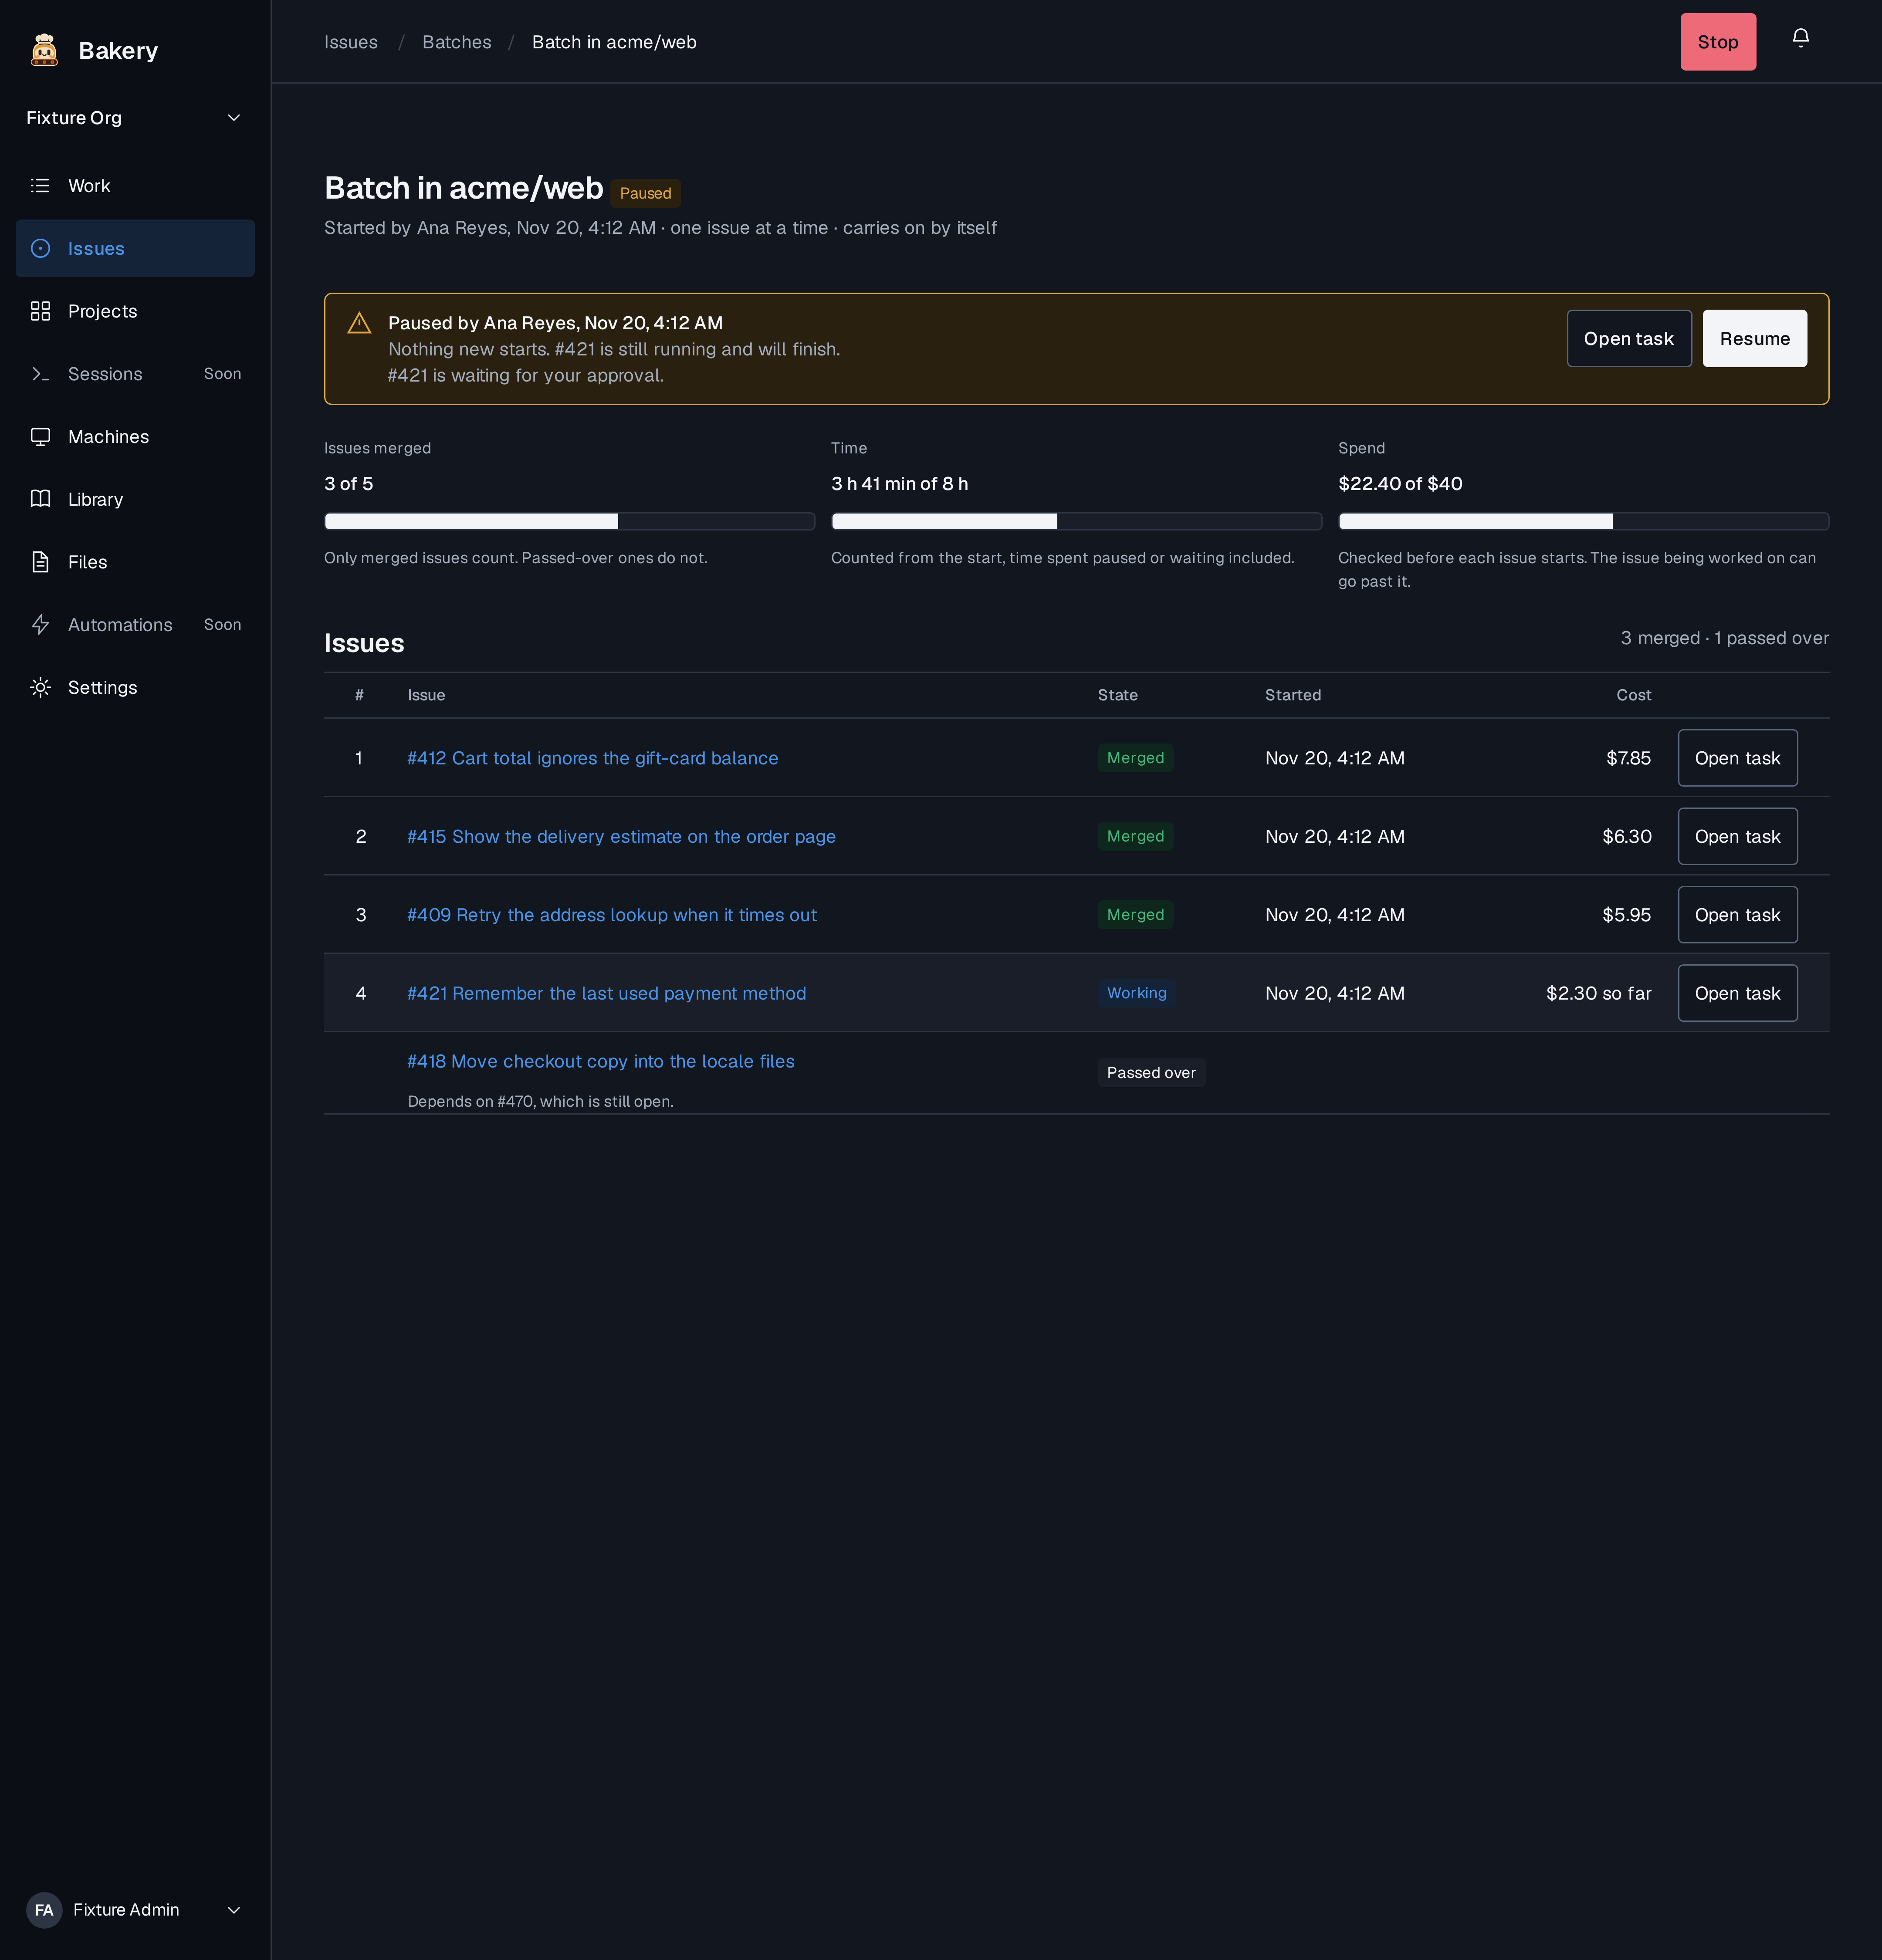 Bakery
Fixture Org
Work
Issues
Projects
Sessions Soon
Machines
Library
Files
Automations Soon
Settings
FA Fixture Admin
Issues / Batches / Batch in acme/web
Stop
Batch in acme/web Paused
Started by Ana Reyes, Nov 20, 4:12 AM · one issue at a time · carries on by itself
Paused by Ana Reyes, Nov 20, 4:12 AM
Nothing new starts. #421 is still running and will finish.
#421 is waiting for your approval.
Open task
Resume
Issues merged
3 of 5
Only merged issues count. Passed-over ones do not.
Time
3 h 41 min of 8 h
Counted from the start, time spent paused or waiting included.
Spend
$22.40 of $40
Checked before each issue starts. The issue being worked on can
go past it.
Issues
3 merged · 1 passed over
# Issue State Started Cost
1 #412 Cart total ignores the gift-card balance Merged Nov 20, 4:12 AM $7.85 Open task
2 #415 Show the delivery estimate on the order page Merged Nov 20, 4:12 AM $6.30 Open task
3 #409 Retry the address lookup when it times out Merged Nov 20, 4:12 AM $5.95 Open task
4 #421 Remember the last used payment method Working Nov 20, 4:12 AM $2.30 so far Open task
#418 Move checkout copy into the locale files Passed over
Depends on #470, which is still open.